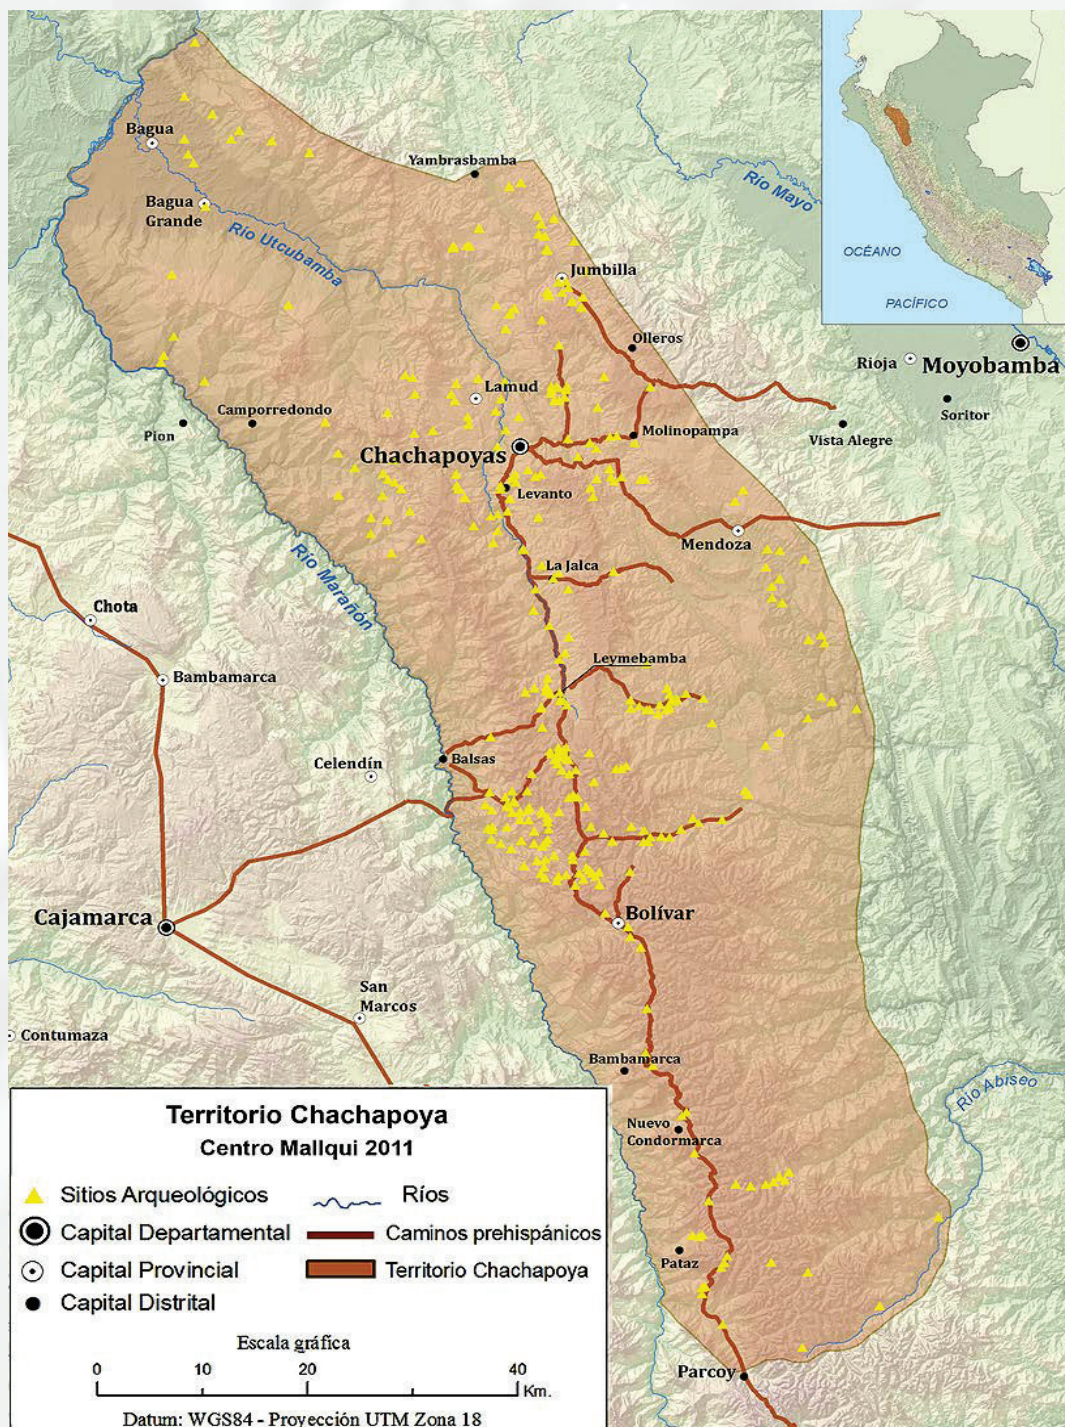 Bagua
Yambrasbamba
Río Mayo
Bagua
Grande
Río Utcubamba
OCÉANO
PACÍFICO
Jumbilla
Olleros
Rioja
Moyobamba
Lamud
Soritor
Camporredondo
Pion
Molinopampa
Vista Alegre
Chachapoyas
Levanto
Mendoza
Río Marañón
La Jalca
Chota
Leymebamba
Bambamarca
Celendín
Balsas
Cajamarca
Bolívar
San
Marcos
Contumaza
Bambamarca
Río Abiseo
Nuevo
Condormarca
Pataz
Parcoy
Territorio Chachapoya
Centro Mallqui 2011
Sitios Arqueológicos
Ríos
Capital Departamental
Caminos prehispánicos
Capital Provincial
Territorio Chachapoya
Capital Distrital
Escala gráfica
0 10 20 40
Km.
Datum: WGS84 - Proyección UTM Zona 18